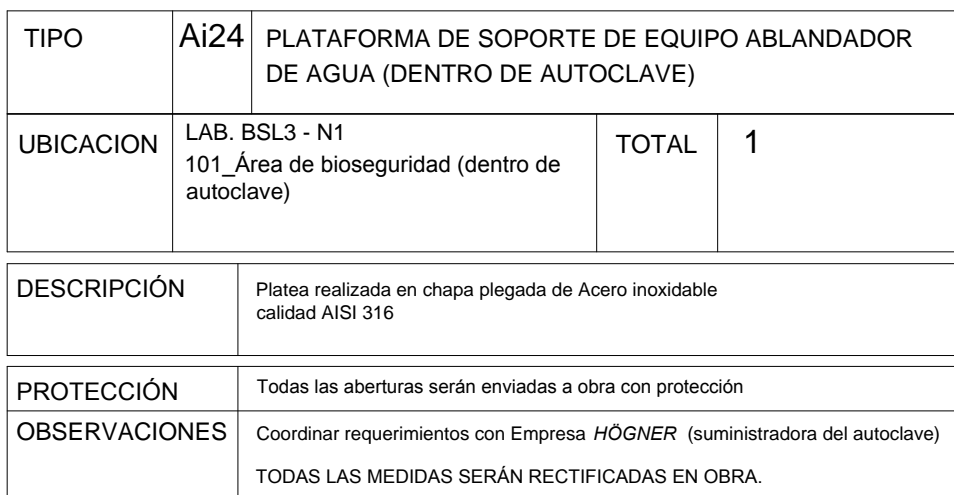 TIPO Ai24 PLATAFORMA DE SOPORTE DE EQUIPO ABLANDADOR
DE AGUA (DENTRO DE AUTOCLAVE)
UBICACION LAB. BSL3 - N1 TOTAL 1
101_Área de bioseguridad (dentro de
autoclave)
DESCRIPCIÓN Platea realizada en chapa plegada de Acero inoxidable
calidad AISI 316
PROTECCIÓN Todas las aberturas serán enviadas a obra con protección
OBSERVACIONES Coordinar requerimientos con Empresa HÖGNER (suministradora del autoclave)
TODAS LAS MEDIDAS SERÁN RECTIFICADAS EN OBRA.